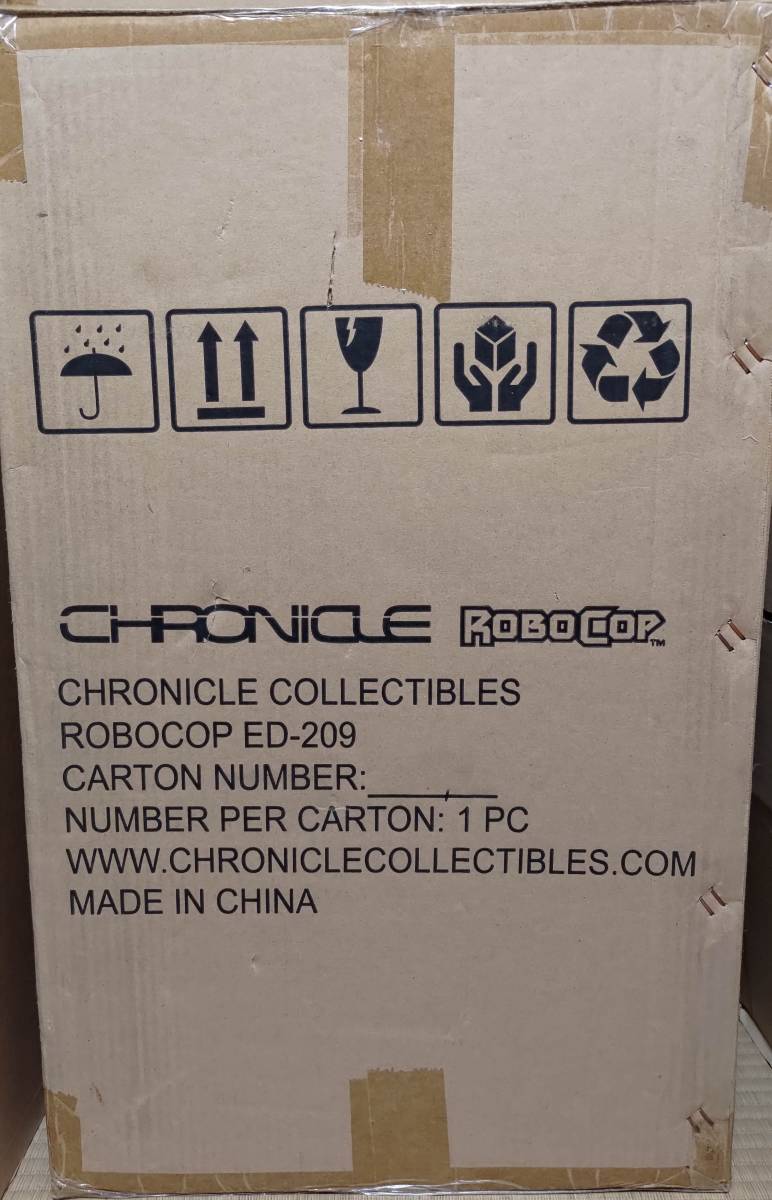 CHRONICLE ROBOCOP™
CHRONICLE COLLECTIBLES
ROBOCOP ED-209
CARTON NUMBER:
NUMBER PER CARTON: 1 PC
WWW.CHRONICLECOLLECTIBLES.COM
MADE IN CHINA